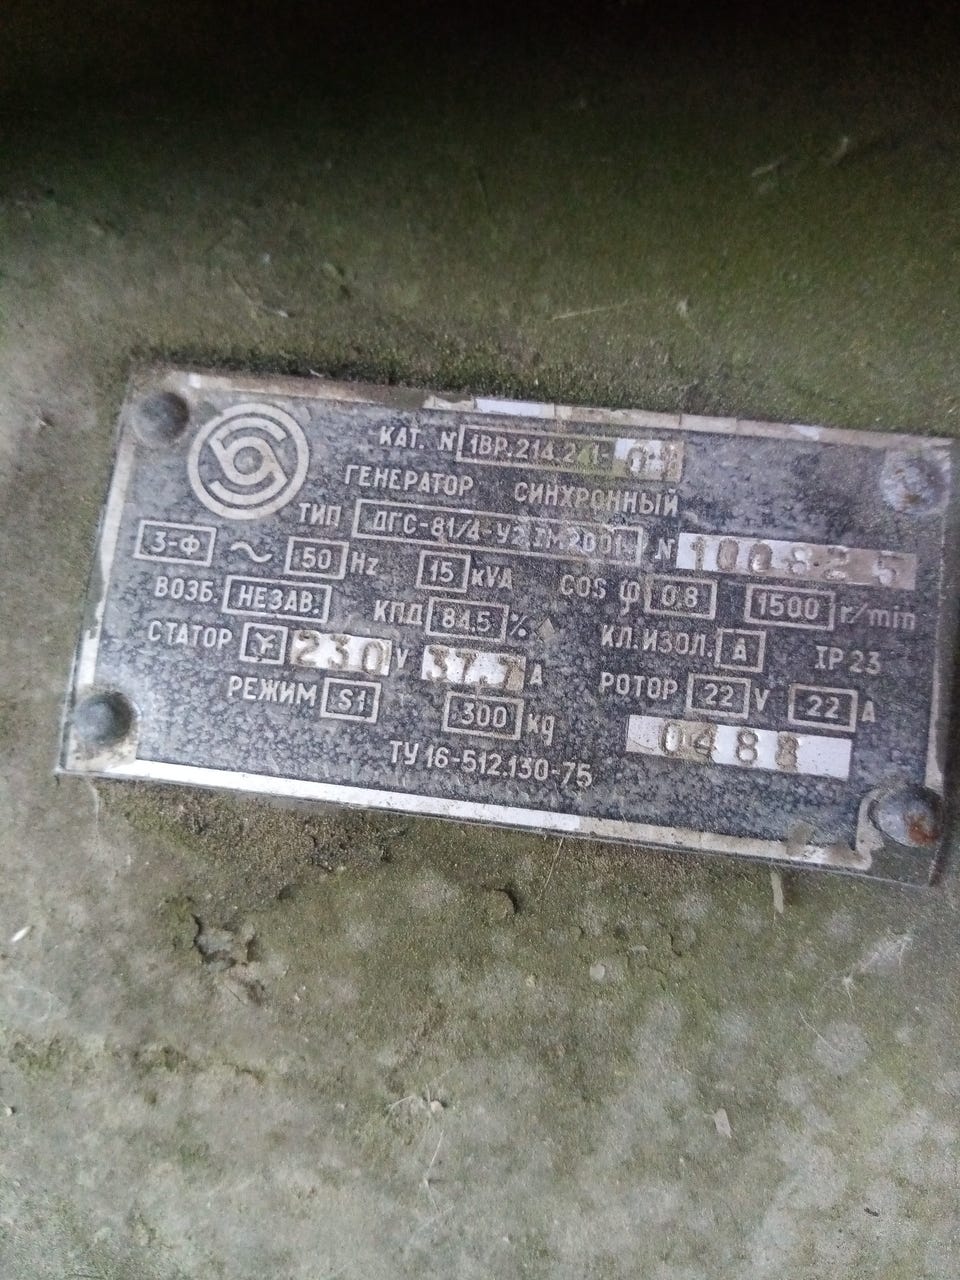 КАТ. N 1ВР.214.241-01
ГЕНЕРАТОР СИНХРОННЫЙ
ТИП ДГС-81/4-У2 IM2001 N 100825
3-Ф ~ 50 Hz 15 kVA COS φ 0.8 1500 r/min
ВОЗБ. НЕЗАВ. КПД 84.5 % КЛ.ИЗОЛ. A IP 23
СТАТОР Y 230 V 37.7 A РОТОР 22 V 22 A
РЕЖИМ S1 300 kg 0488
ТУ 16-512.130-75